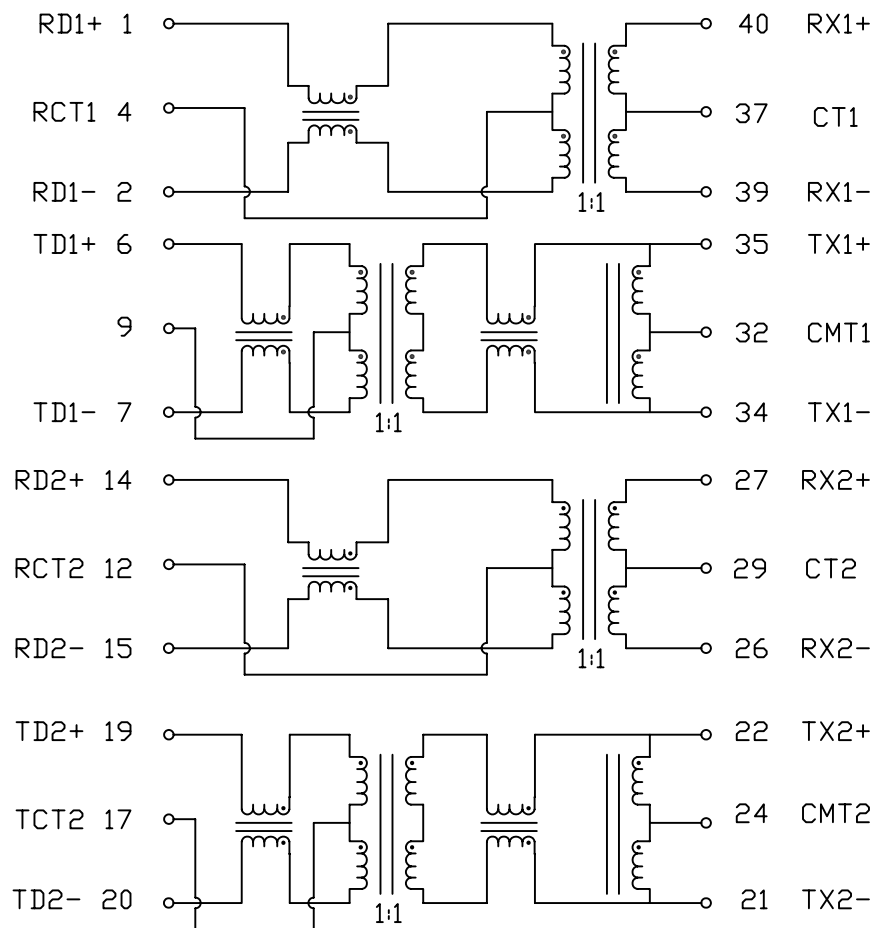 RD1+ 1 40 RX1+
RCT1 4 37 CT1
RD1- 2 39 RX1-
1:1
TD1+ 6 35 TX1+
9 32 CMT1
TD1- 7 34 TX1-
1:1
RD2+ 14 27 RX2+
RCT2 12 29 CT2
RD2- 15 26 RX2-
1:1
TD2+ 19 22 TX2+
TCT2 17 24 CMT2
TD2- 20 21 TX2-
1:1